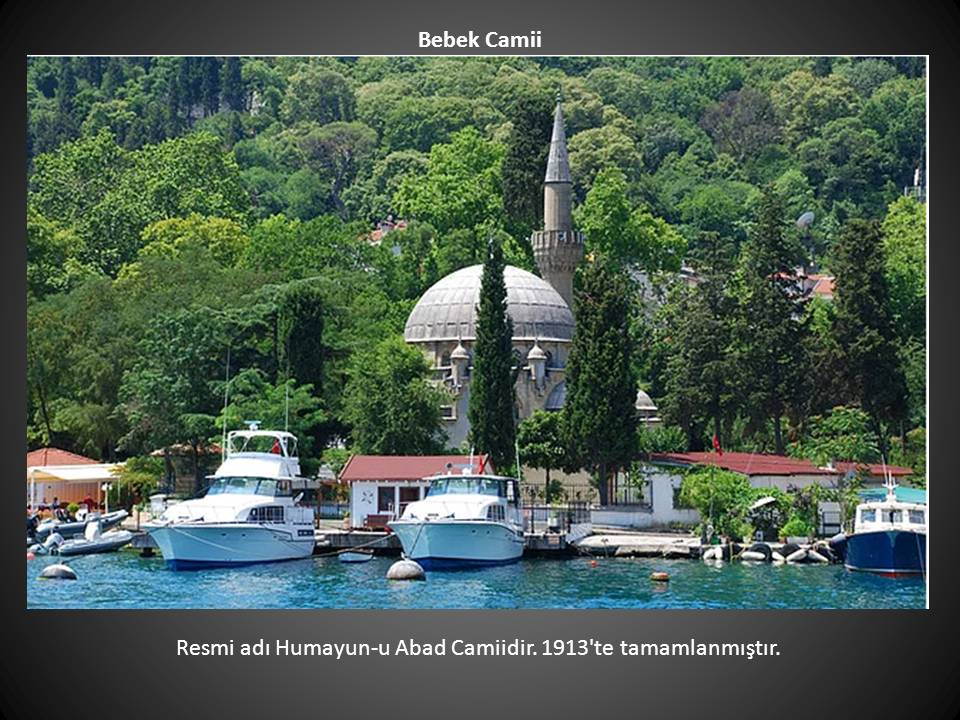 Bebek Camii
Resmi adı Humayun-u Abad Camiidir. 1913'te tamamlanmıştır.